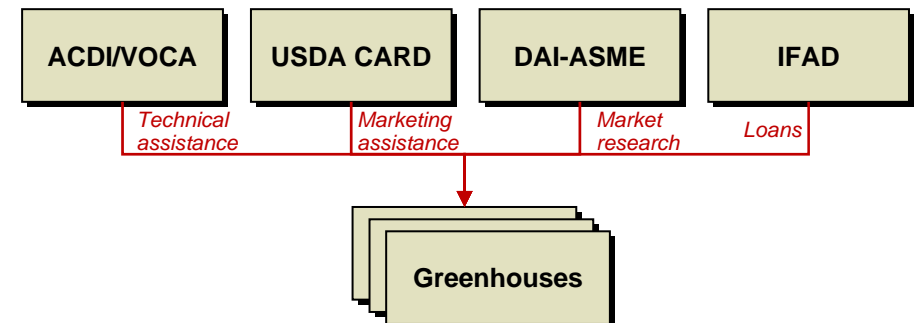 ACDI/VOCA
USDA CARD
DAI-ASME
IFAD
Technical
assistance
Marketing
assistance
Market
research
Loans
Greenhouses